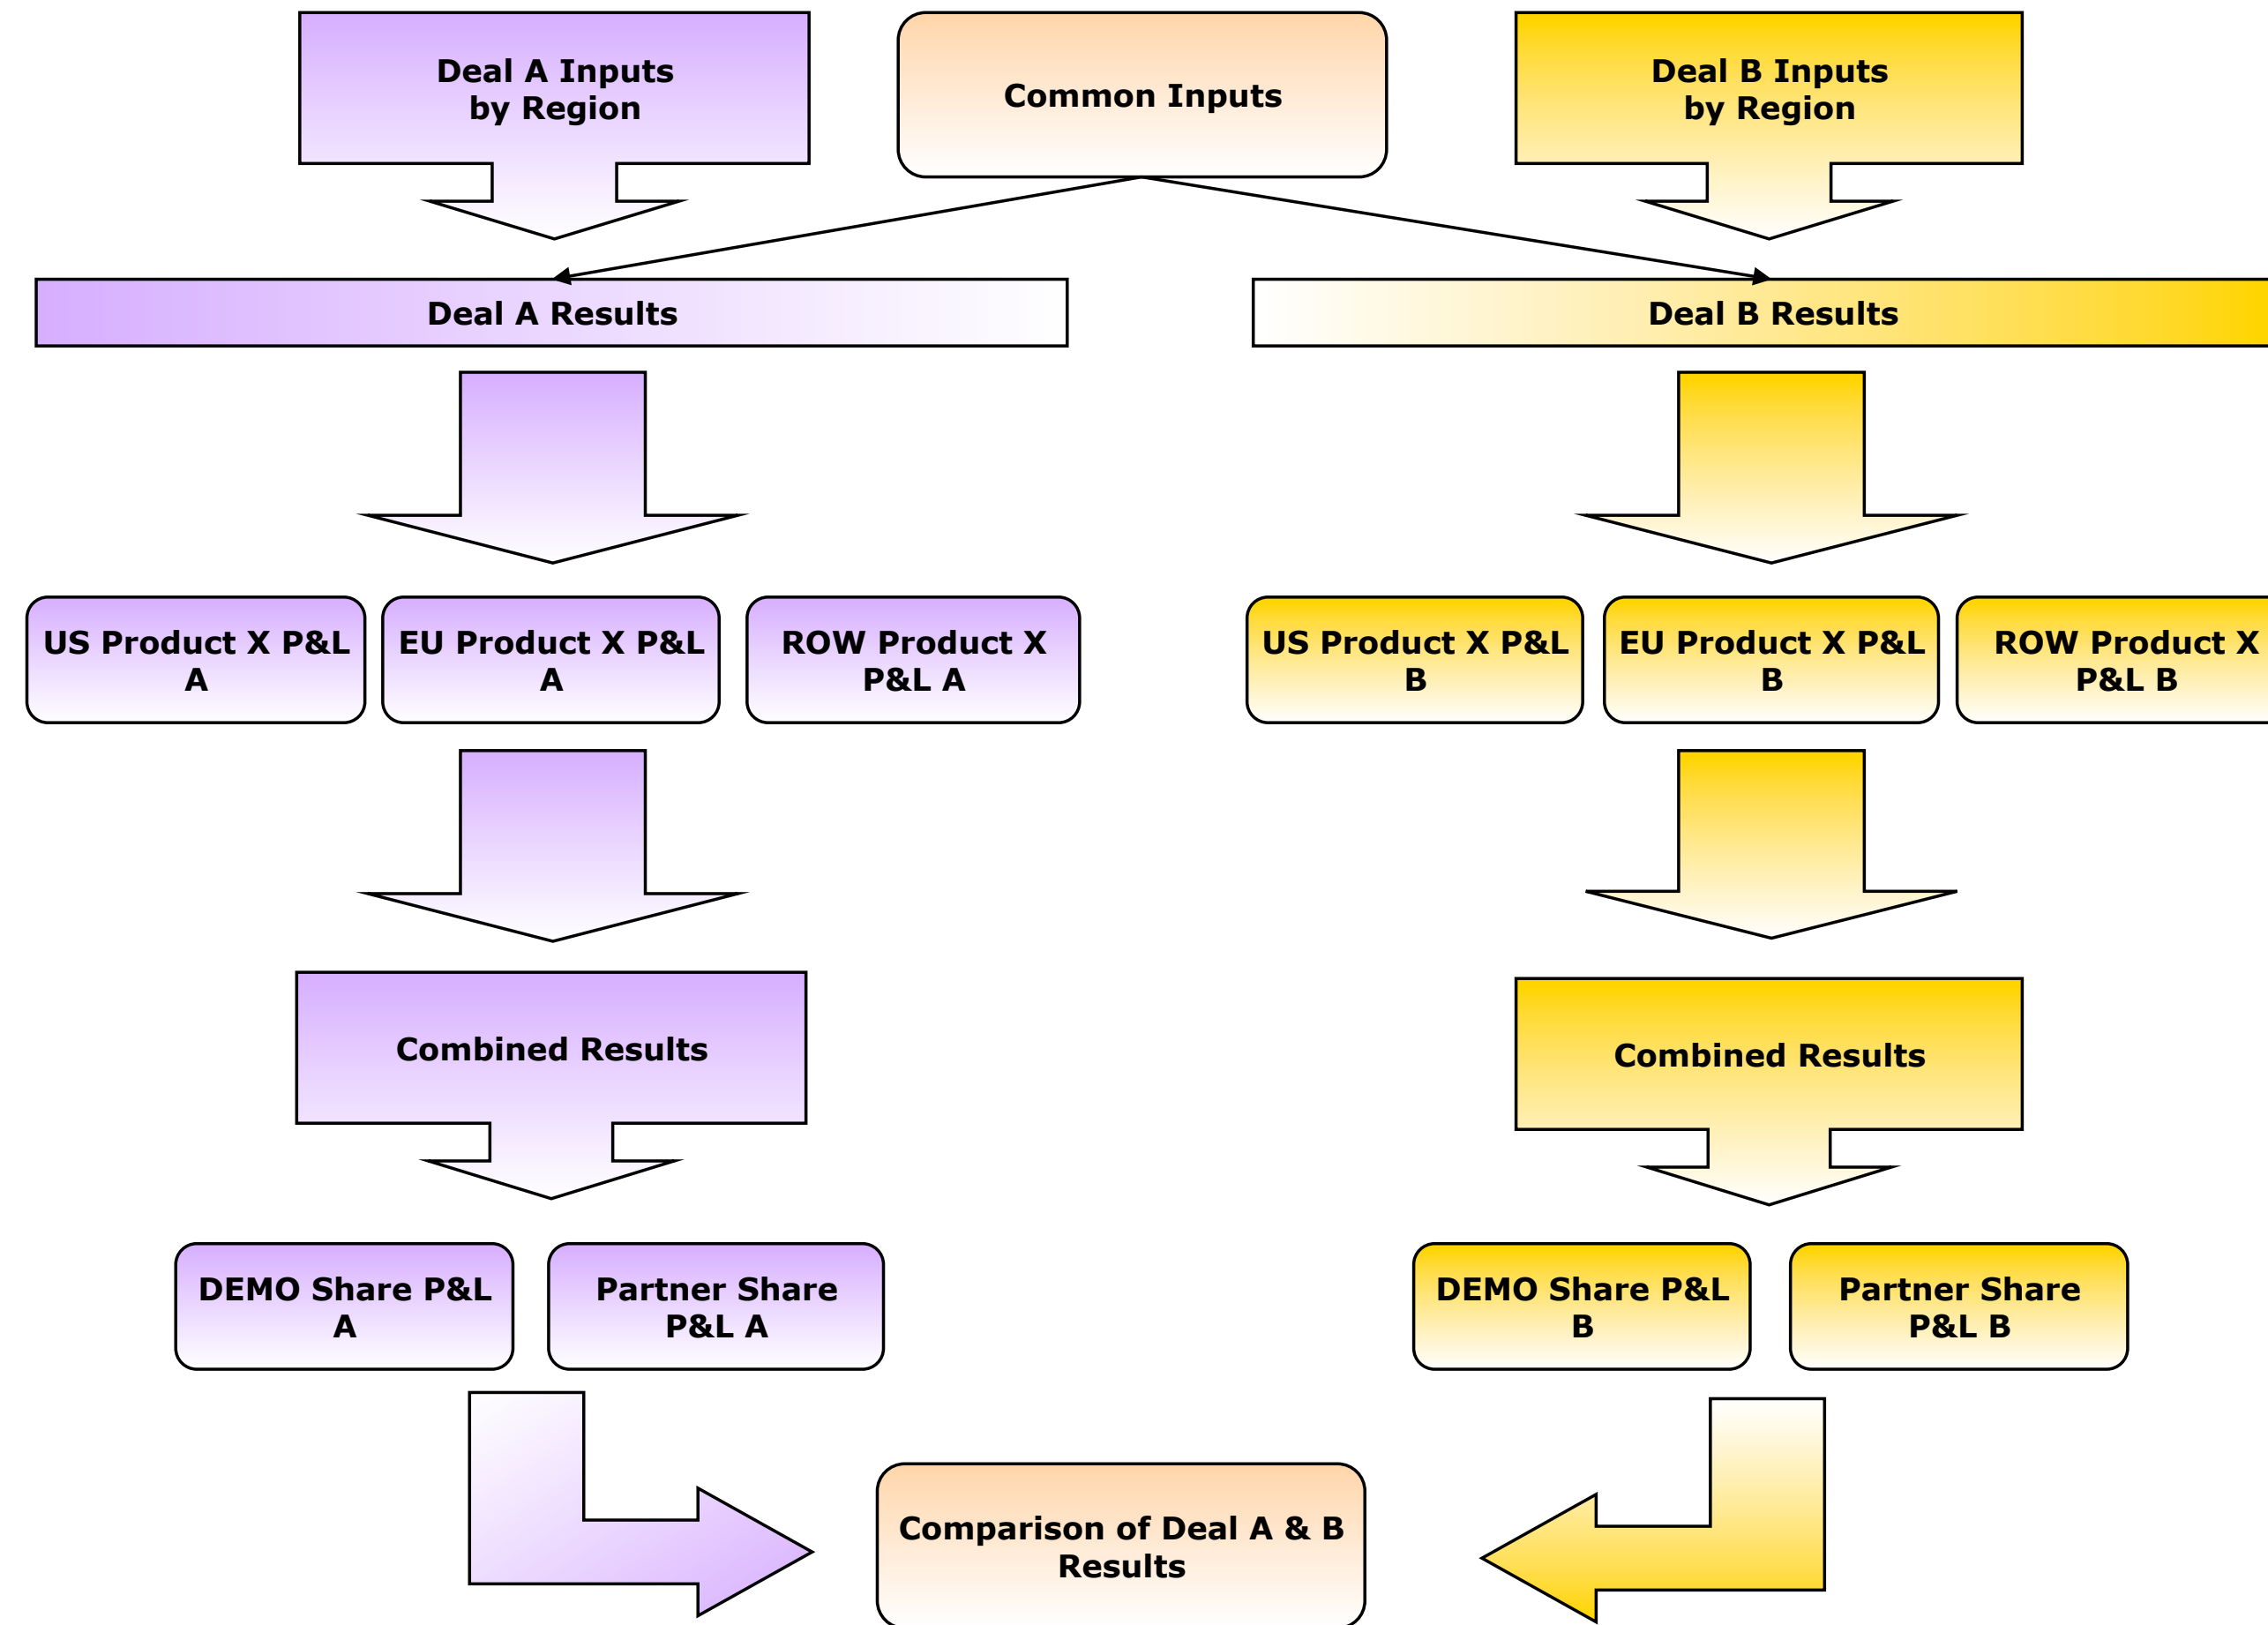 Deal A Inputs
by Region
Common Inputs
Deal B Inputs
by Region
Deal A Results
Deal B Results
US Product X P&L
A
EU Product X P&L
A
ROW Product X
P&L A
US Product X P&L
B
EU Product X P&L
B
ROW Product X
P&L B
Combined Results
Combined Results
DEMO Share P&L
A
Partner Share
P&L A
DEMO Share P&L
B
Partner Share
P&L B
Comparison of Deal A & B
Results